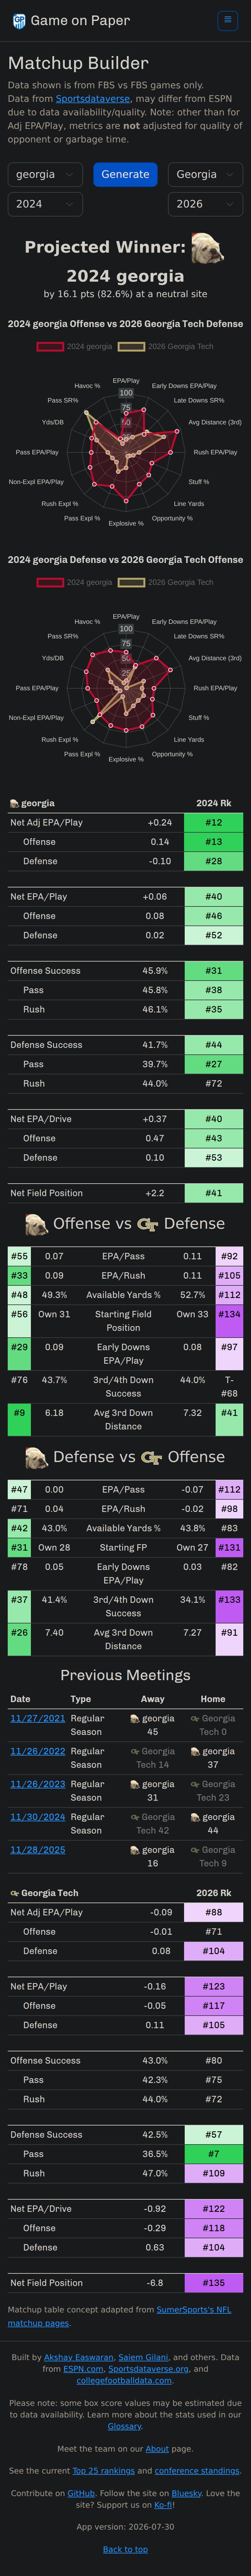 Game on Paper
Matchup Builder
Data shown is from FBS vs FBS games only.
Data from Sportsdataverse, may differ from ESPN
due to data availability/quality. Note: other than for
Adj EPA/Play, metrics are not adjusted for quality of
opponent or garbage time.
georgia Generate Georgia
2024 2026
Projected Winner:
2024 georgia
by 16.1 pts (82.6%) at a neutral site
2024 georgia Offense vs 2026 Georgia Tech Defense
2024 georgia 2026 Georgia Tech
EPA/Play
Havoc % Early Downs EPA/Play
100
Pass SR% Late Downs SR%
75
Yds/DB Avg Distance (3rd)
Pass EPA/Play Rush EPA/Play
Non-Expl EPA/Play Stuff %
Rush Expl % Line Yards
Pass Expl % Opportunity %
Explosive %
2024 georgia Defense vs 2026 Georgia Tech Offense
2024 georgia 2026 Georgia Tech
EPA/Play
Havoc % Early Downs EPA/Play
100
Pass SR% Late Downs SR%
75
Yds/DB Avg Distance (3rd)
Pass EPA/Play Rush EPA/Play
Non-Expl EPA/Play Stuff %
Rush Expl % Line Yards
Pass Expl % Opportunity %
Explosive %
georgia 2024 Rk
Net Adj EPA/Play +0.24 #12
Offense 0.14 #13
Defense -0.10 #28
Net EPA/Play +0.06 #40
Offense 0.08 #46
Defense 0.02 #52
Offense Success 45.9% #31
Pass 45.8% #38
Rush 46.1% #35
Defense Success 41.7% #44
Pass 39.7% #27
Rush 44.0% #72
Net EPA/Drive +0.37 #40
Offense 0.47 #43
Defense 0.10 #53
Net Field Position +2.2 #41
Offense vs GT Defense
#55 0.07 EPA/Pass 0.11 #92
#33 0.09 EPA/Rush 0.11 #105
#48 49.3% Available Yards % 52.7% #112
#56 Own 31 Starting Field Own 33 #134
Position
#29 0.09 Early Downs 0.08 #97
EPA/Play
#76 43.7% 3rd/4th Down 44.0% T-
Success #68
#9 6.18 Avg 3rd Down 7.32 #41
Distance
Defense vs GT Offense
#47 0.00 EPA/Pass -0.07 #112
#71 0.04 EPA/Rush -0.02 #98
#42 43.0% Available Yards % 43.8% #83
#31 Own 28 Starting FP Own 27 #131
#78 0.05 Early Downs 0.03 #82
EPA/Play
#37 41.4% 3rd/4th Down 34.1% #133
Success
#26 7.40 Avg 3rd Down 7.27 #91
Distance
Previous Meetings
Date Type Away Home
11/27/2021 Regular georgia Georgia
Season 45 Tech 0
11/26/2022 Regular Georgia georgia
Season Tech 14 37
11/26/2023 Regular georgia Georgia
Season 31 Tech 23
11/30/2024 Regular Georgia georgia
Season Tech 42 44
11/28/2025 georgia Georgia
16 Tech 9
Georgia Tech 2026 Rk
Net Adj EPA/Play -0.09 #88
Offense -0.01 #71
Defense 0.08 #104
Net EPA/Play -0.16 #123
Offense -0.05 #117
Defense 0.11 #105
Offense Success 43.0% #80
Pass 42.3% #75
Rush 44.0% #72
Defense Success 42.5% #57
Pass 36.5% #7
Rush 47.0% #109
Net EPA/Drive -0.92 #122
Offense -0.29 #118
Defense 0.63 #104
Net Field Position -6.8 #135
Matchup table concept adapted from SumerSports's NFL
matchup pages.
Built by Akshay Easwaran, Saiem Gilani, and others. Data
from ESPN.com, Sportsdataverse.org, and
collegefootballdata.com.
Please note: some box score values may be estimated due
to data availability. Learn more about the stats used in our
Glossary.
Meet the team on our About page.
See the current Top 25 rankings and conference standings.
Contribute on GitHub. Follow the site on Bluesky. Love the
site? Support us on Ko-fi!
App version: 2026-07-30
Back to top